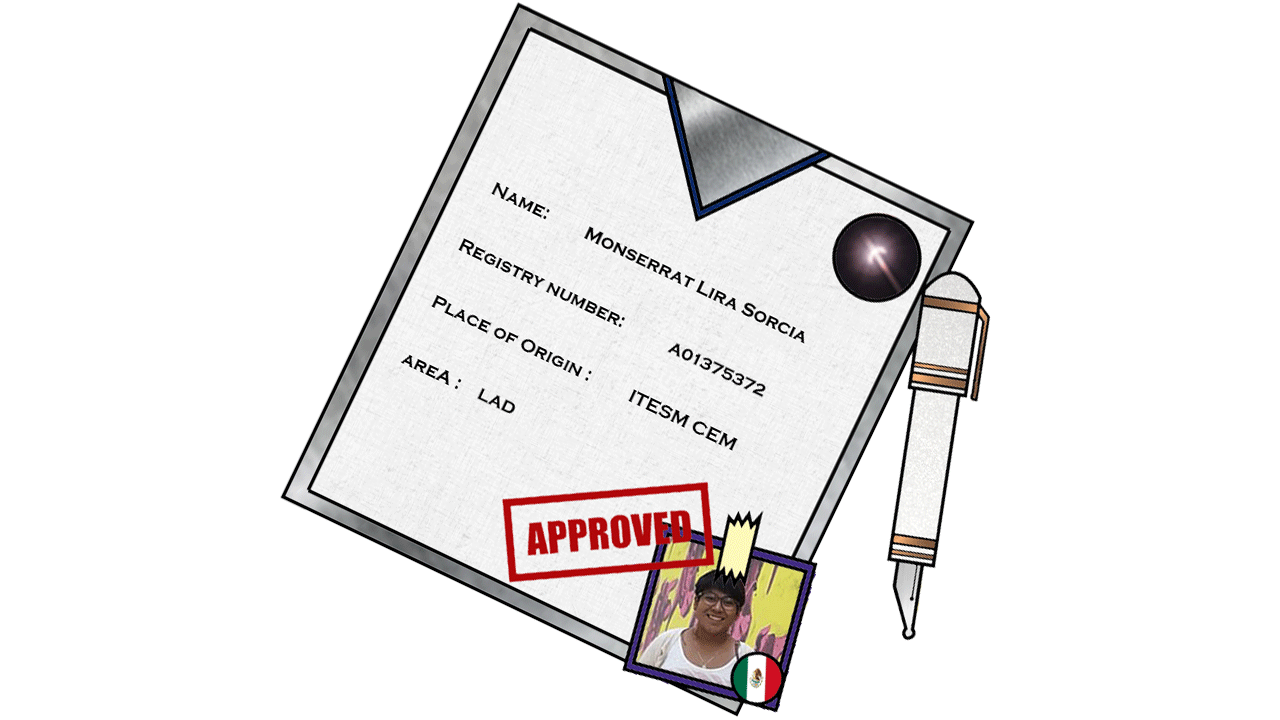 Name: Monserrat Lira Sorcia
Registry number: A01375372
Place of Origin : ITESM CEM
area : LAD
APPROVED